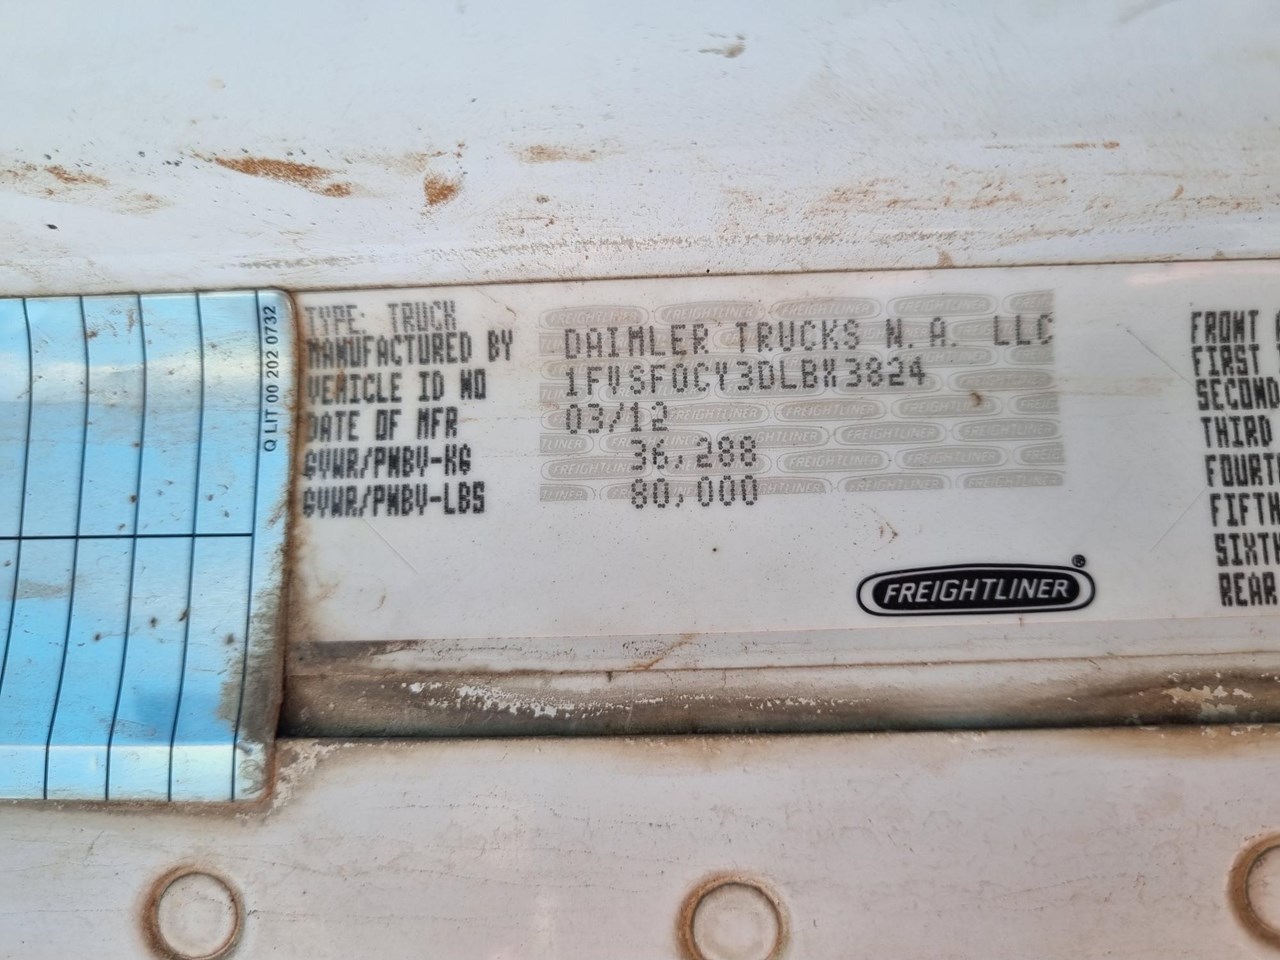 Q LIT 00 202 0732
TYPE: TRUCK
MANUFACTURED BY DAIMLER TRUCKS N.A. LLC
VEHICLE ID NO 1FVSF0CY3DLBX3824
DATE OF MFR 03/12
GVWR/PNBV-KG 36,288
GVWR/PNBV-LBS 80,000
FREIGHTLINER
FRONT
FIRST
SECOND
THIRD
FOURTH
FIFTH
SIXTH
REAR